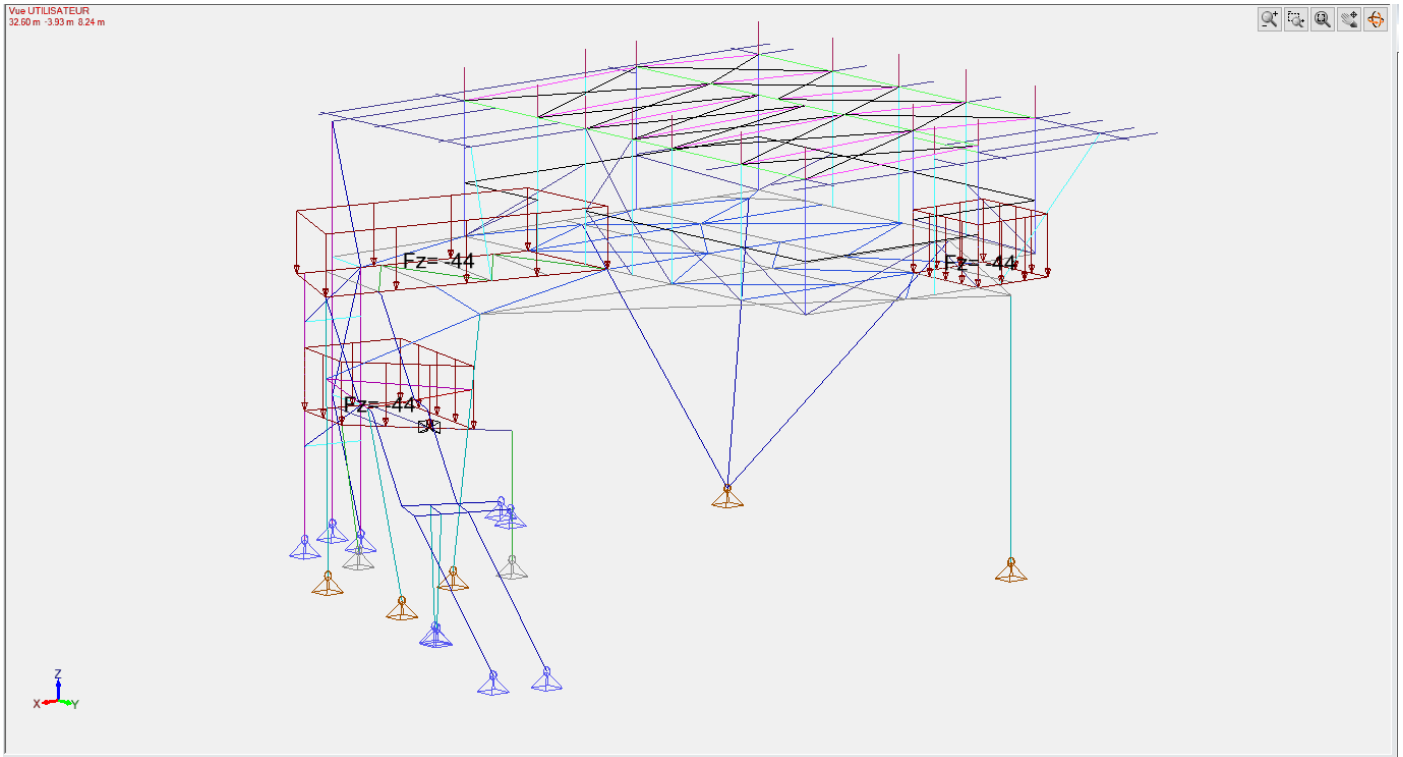 Vue UTILISATEUR
32.60 m -3.93 m 8.24 m
Fz= -44
Fz= -44
Fz= -44
Z
X
Y